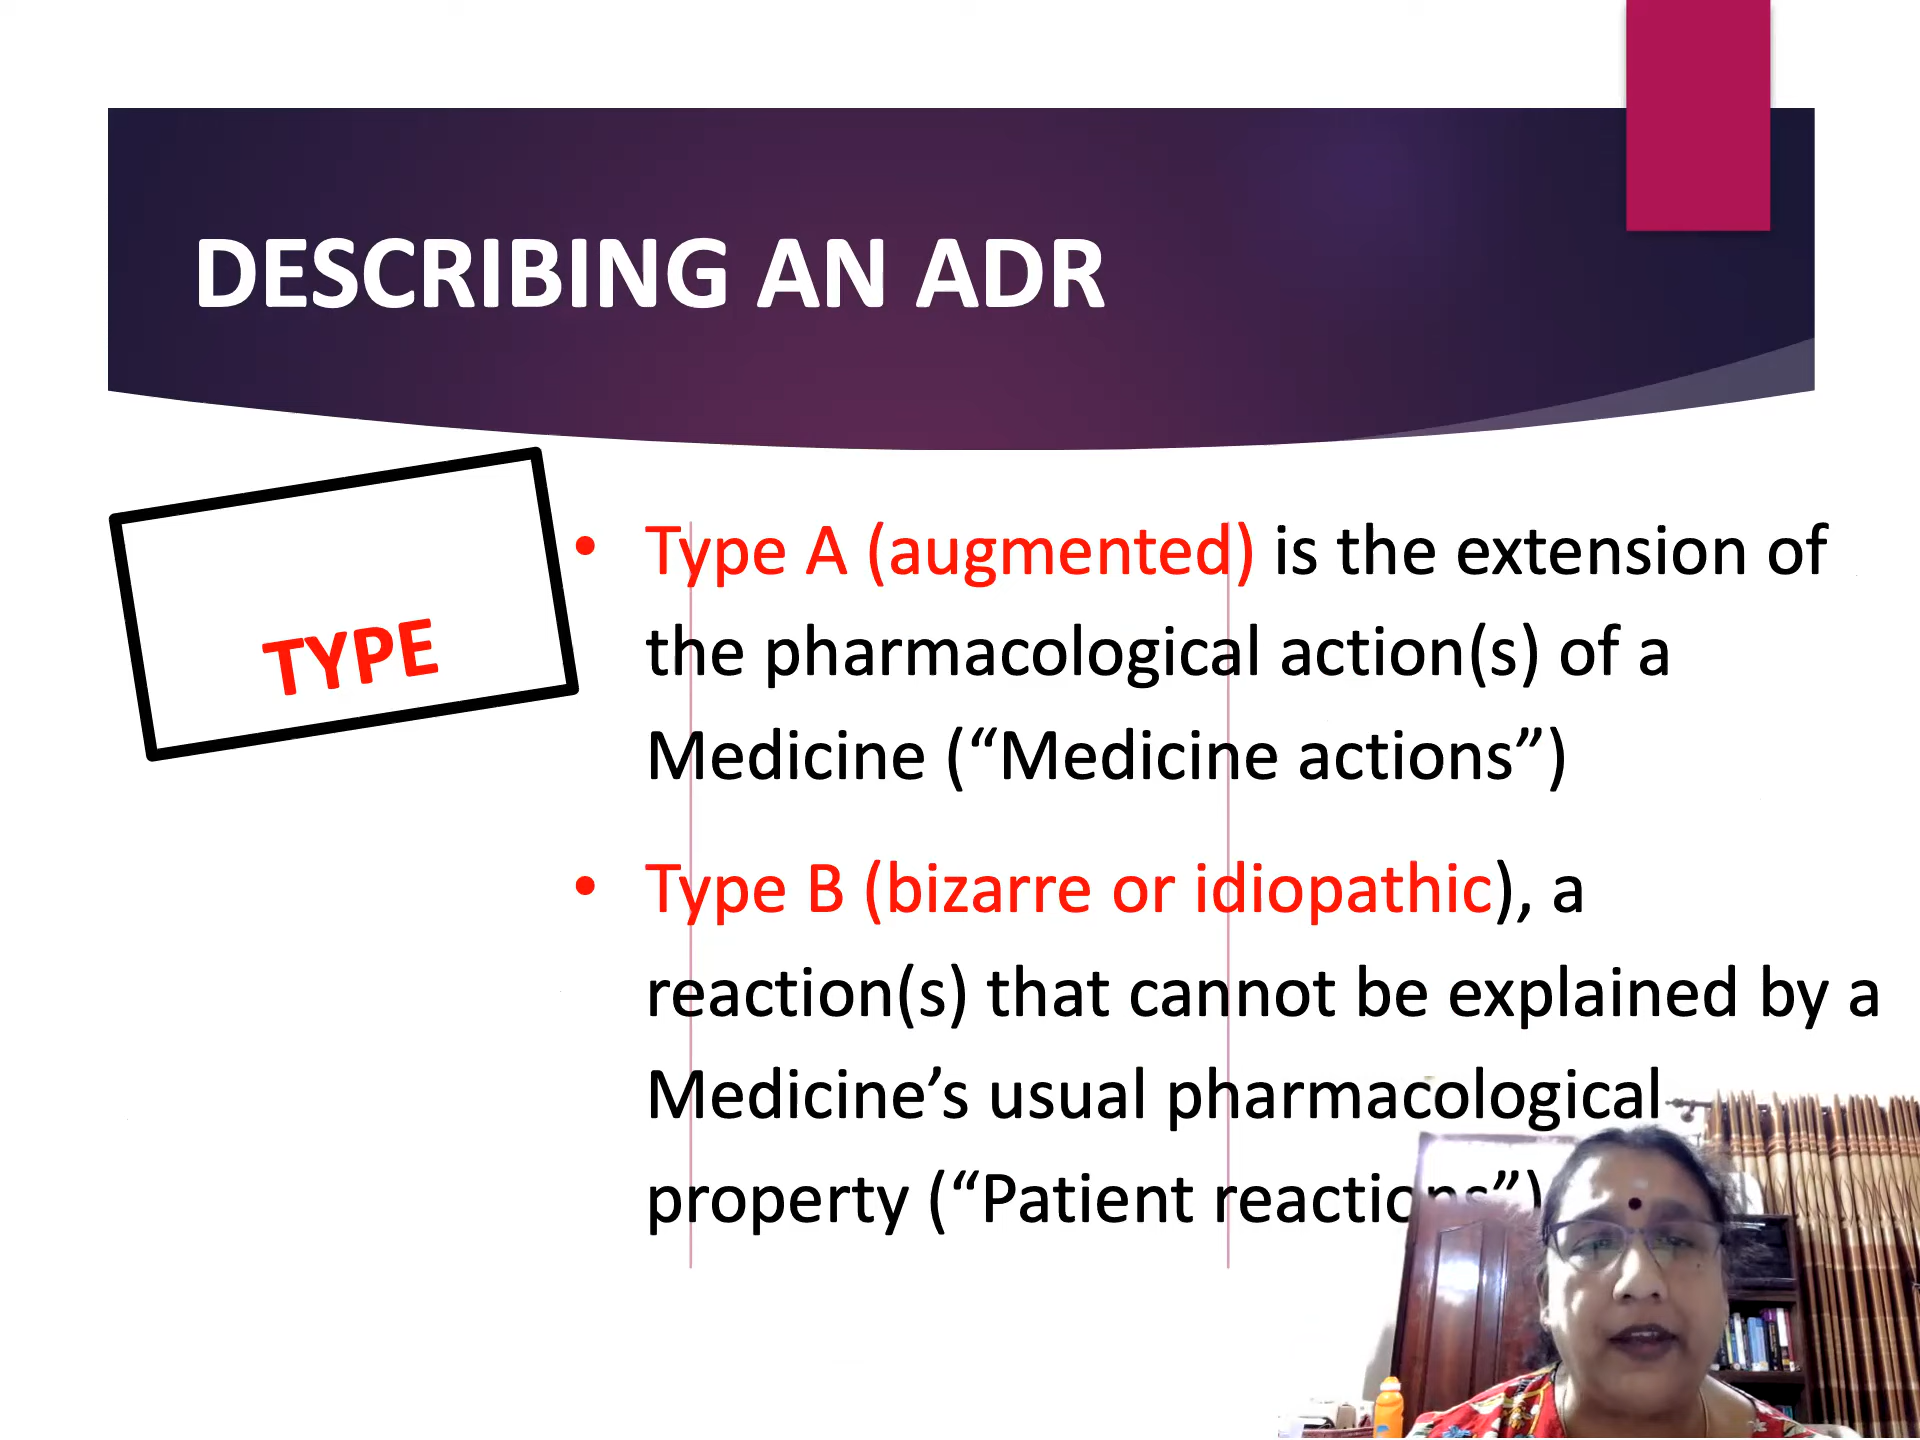 DESCRIBING AN ADR
TYPE
• Type A (augmented) is the extension of
the pharmacological action(s) of a
Medicine (“Medicine actions”)
• Type B (bizarre or idiopathic), a
reaction(s) that cannot be explained by a
Medicine’s usual pharmacological
property (“Patient reactions”)